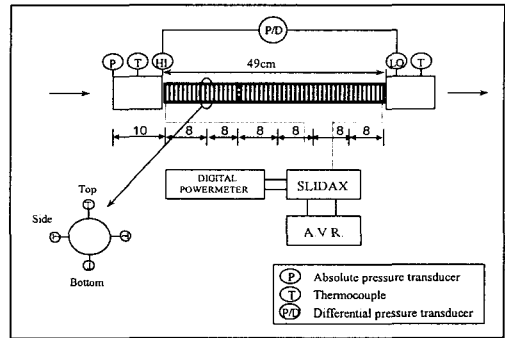 P/D
P T HI LO T
49cm
10 8 8 8 8 8 8
DIGITAL
POWERMETER
SLIDAX
A.V.R.
Top
T
Side
T T
T
Bottom
P Absolute pressure transducer
T Thermocouple
P/D Differential pressure transducer